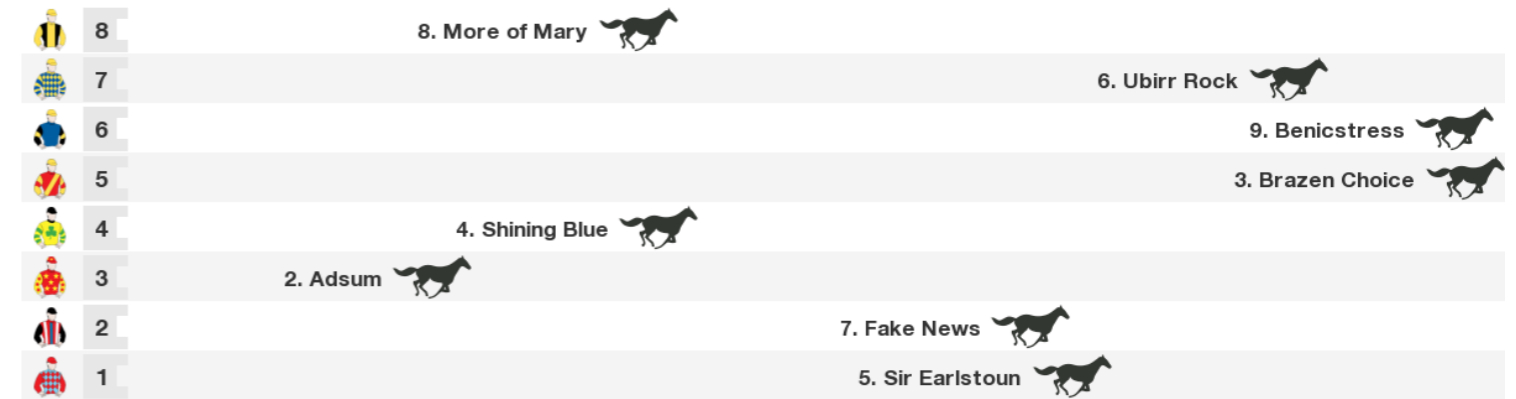 8 8. More of Mary
7 6. Ubirr Rock
6 9. Benicstress
5 3. Brazen Choice
4 4. Shining Blue
3 2. Adsum
2 7. Fake News
1 5. Sir Earlstoun